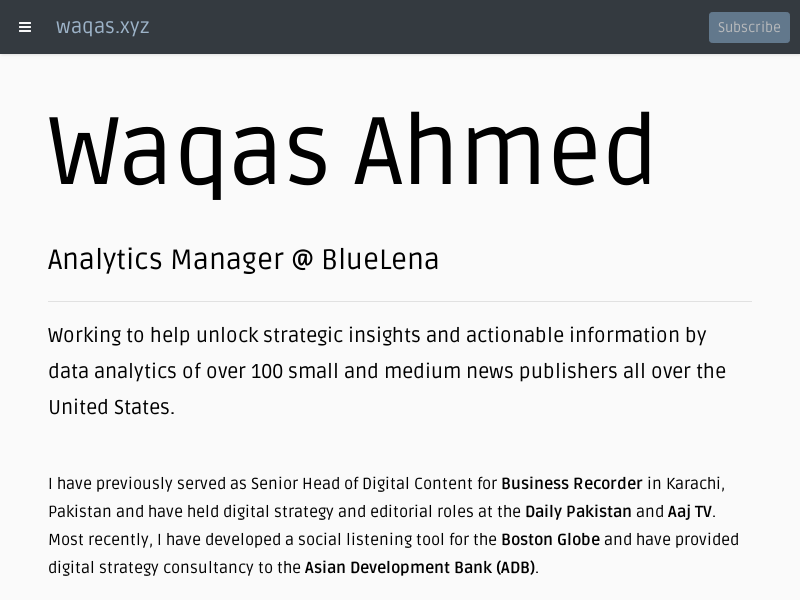 waqas.xyz
Subscribe
Waqas Ahmed
Analytics Manager @ BlueLena
Working to help unlock strategic insights and actionable information by
data analytics of over 100 small and medium news publishers all over the
United States.
I have previously served as Senior Head of Digital Content for Business Recorder in Karachi,
Pakistan and have held digital strategy and editorial roles at the Daily Pakistan and Aaj TV.
Most recently, I have developed a social listening tool for the Boston Globe and have provided
digital strategy consultancy to the Asian Development Bank (ADB).